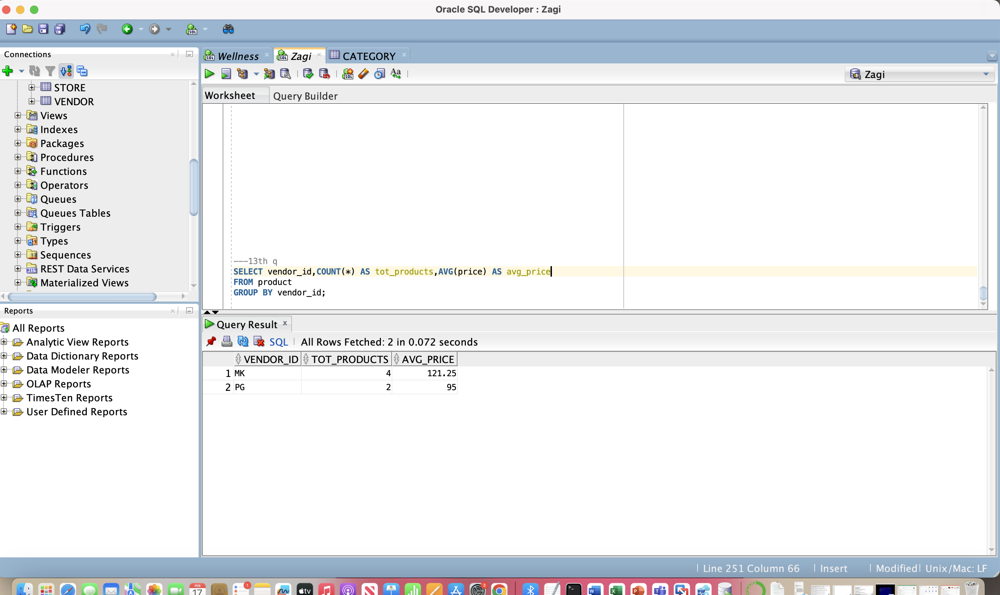 Oracle SQL Developer : Zagi
Connections
STORE
VENDOR
Views
Indexes
Packages
Procedures
Functions
Operators
Queues
Queues Tables
Triggers
Types
Sequences
REST Data Services
Materialized Views
Reports
All Reports
Analytic View Reports
Data Dictionary Reports
Data Modeler Reports
OLAP Reports
TimesTen Reports
User Defined Reports
Wellness
Zagi
CATEGORY
Zagi
Worksheet
Query Builder
---13th q
SELECT vendor_id,COUNT(*) AS tot_products,AVG(price) AS avg_price
FROM product
GROUP BY vendor_id;
Query Result
SQL | All Rows Fetched: 2 in 0.072 seconds
VENDOR_ID TOT_PRODUCTS AVG_PRICE
1 MK 4 121.25
2 PG 2 95
Line 251 Column 66 | Insert | Modified | Unix/Mac: LF
FEB
17
1
tv
3